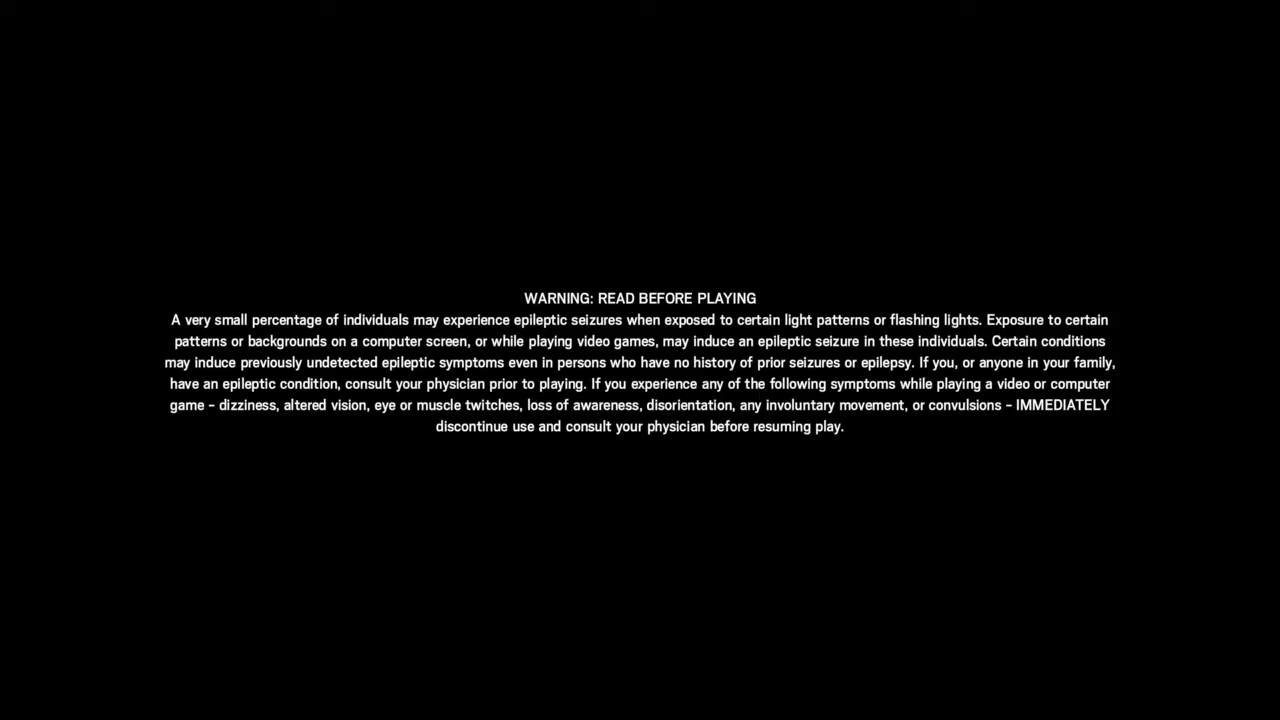 WARNING: READ BEFORE PLAYING
A very small percentage of individuals may experience epileptic seizures when exposed to certain light patterns or flashing lights. Exposure to certain
patterns or backgrounds on a computer screen, or while playing video games, may induce an epileptic seizure in these individuals. Certain conditions
may induce previously undetected epileptic symptoms even in persons who have no history of prior seizures or epilepsy. If you, or anyone in your family,
have an epileptic condition, consult your physician prior to playing. If you experience any of the following symptoms while playing a video or computer
game – dizziness, altered vision, eye or muscle twitches, loss of awareness, disorientation, any involuntary movement, or convulsions – IMMEDIATELY
discontinue use and consult your physician before resuming play.